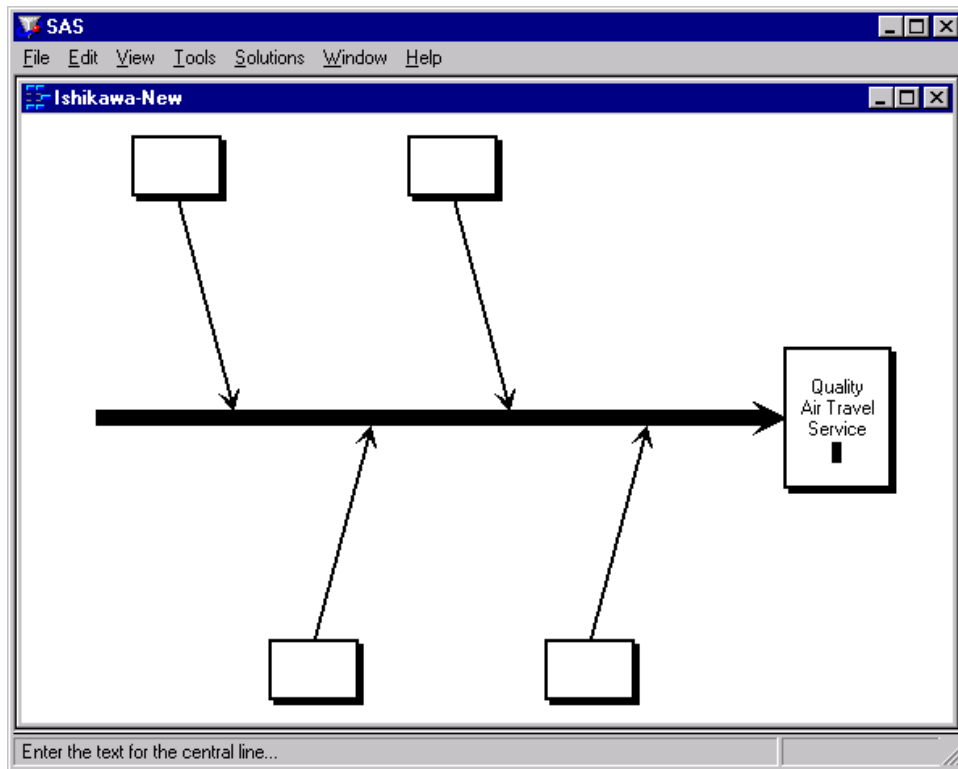 SAS
File Edit View Tools Solutions Window Help
Ishikawa-New
Quality
Air Travel
Service
Enter the text for the central line...